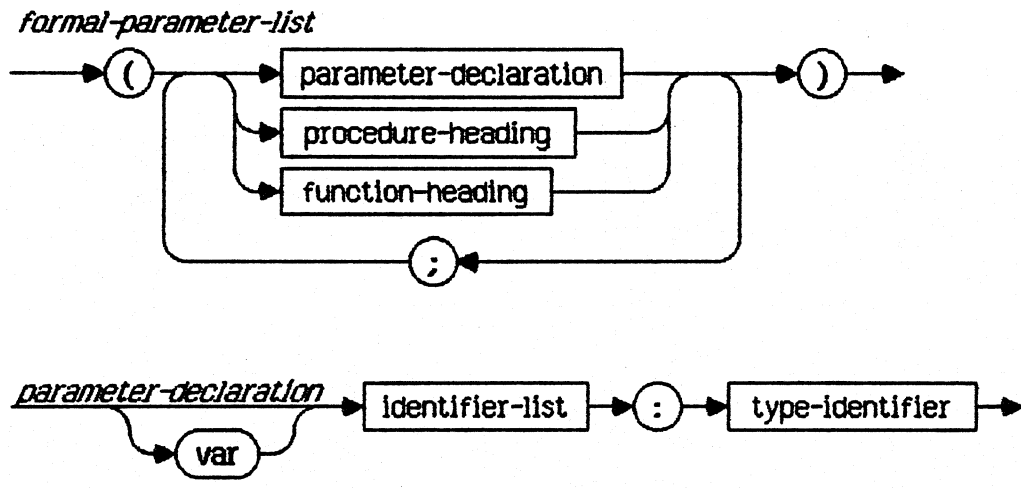 formal-parameter-list
( parameter-declaration )
procedure-heading
function-heading
;
parameter-declaration
identifier-list : type-identifier
var